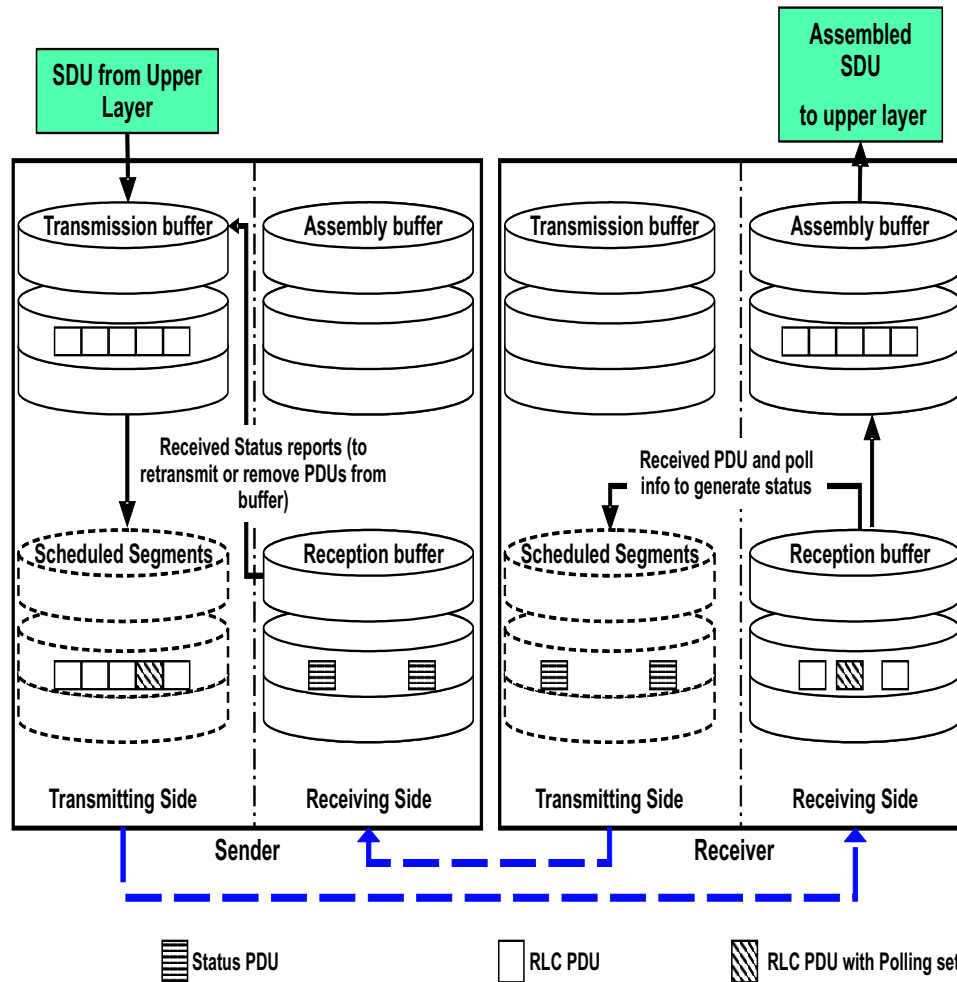 SDU from Upper
Layer
Assembled
SDU
to upper layer
Transmission buffer
Assembly buffer
Transmission buffer
Assembly buffer
Received Status reports (to
retransmit or remove PDUs from
buffer)
Received PDU and poll
info to generate status
Scheduled Segments
Reception buffer
Scheduled Segments
Reception buffer
Transmitting Side
Receiving Side
Transmitting Side
Receiving Side
Sender
Receiver
Status PDU
RLC PDU
RLC PDU with Polling set